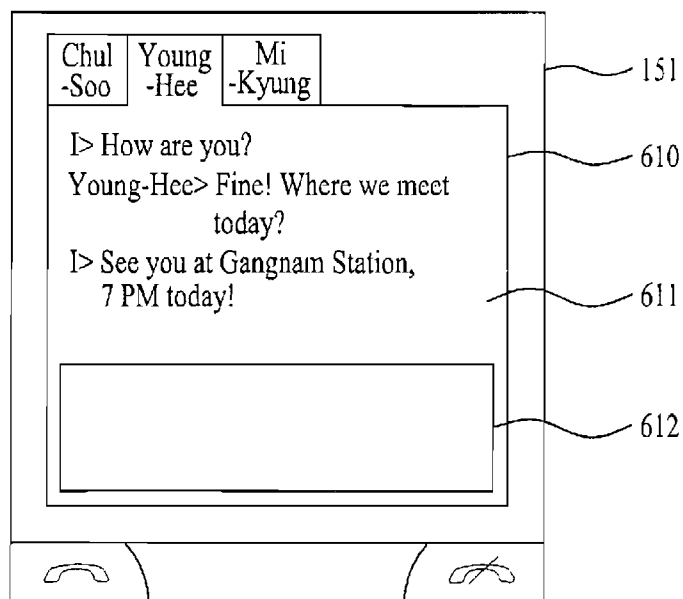 Chul
-Soo
Young
-Hee
Mi
-Kyung
151
I> How are you?
610
Young-Hee> Fine! Where we meet
today?
I> See you at Gangnam Station,
7 PM today!
611
612